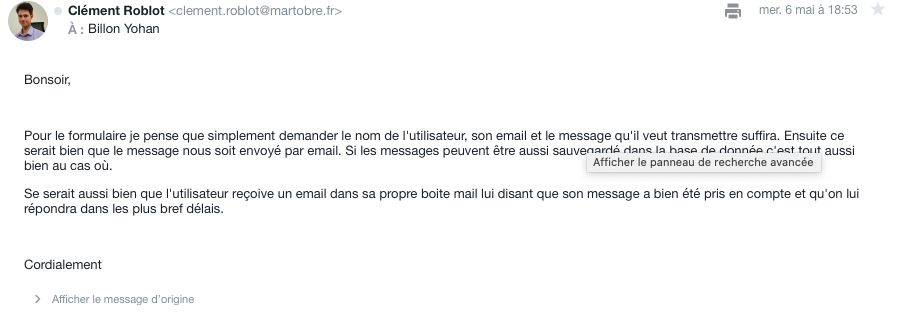 Clément Roblot <clement.roblot@martobre.fr>
mer. 6 mai à 18:53
À : Billon Yohan
Bonsoir,
Pour le formulaire je pense que simplement demander le nom de l'utilisateur, son email et le message qu'il veut transmettre suffira. Ensuite ce
serait bien que le message nous soit envoyé par email. Si les messages peuvent être aussi sauvegardé dans la base de donnée c'est tout aussi
Afficher le panneau de recherche avancée
bien au cas où.
Se serait aussi bien que l'utilisateur reçoive un email dans sa propre boite mail lui disant que son message a bien été pris en compte et qu'on lui
répondra dans les plus bref délais.
Cordialement
Afficher le message d'origine